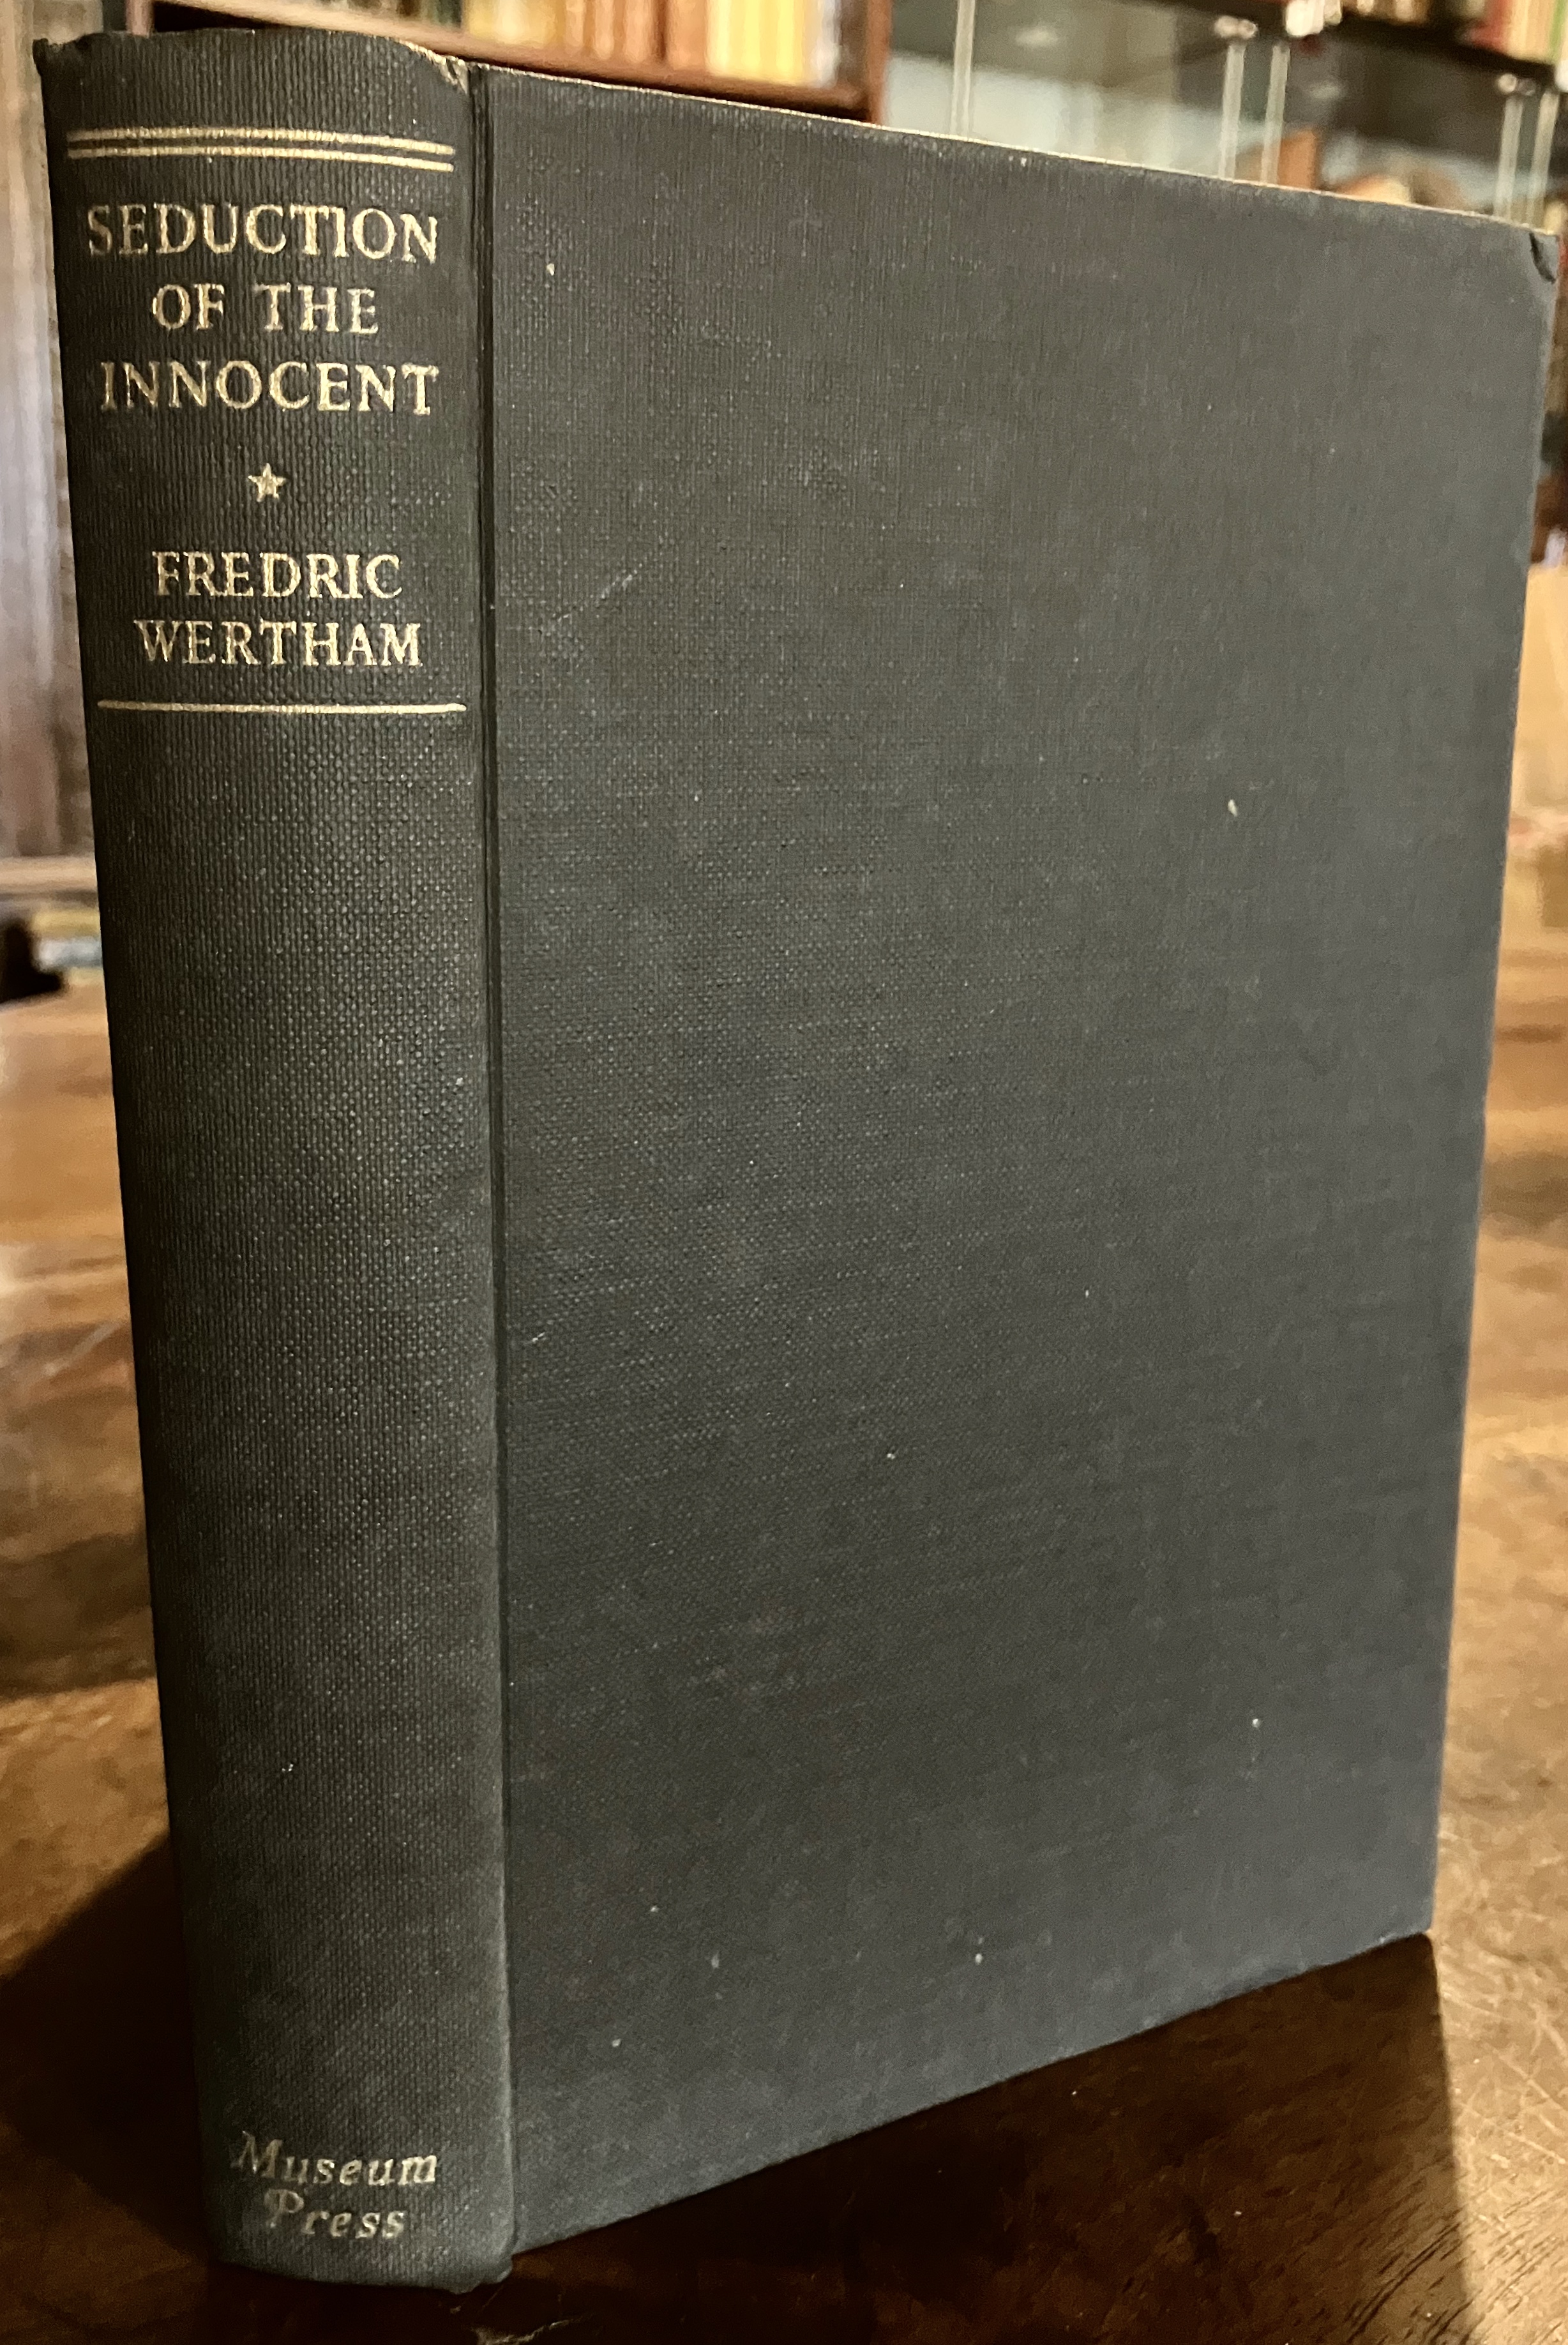 SEDUCTION
OF THE
INNOCENT
FREDRIC
WERTHAM
Museum
Press